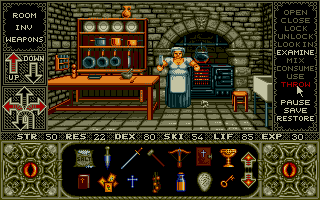 ROOM
INV
WEAPONS
UP
DOWN
OPEN
CLOSE
LOCK
UNLOCK
LOOK IN
EXAMINE
MIX
CONSUME
USE
THROW
PAUSE
SAVE
RESTORE
STR 50 RES 22 DEX 80 SKI 54 LIF 85 EXP 30
SALT